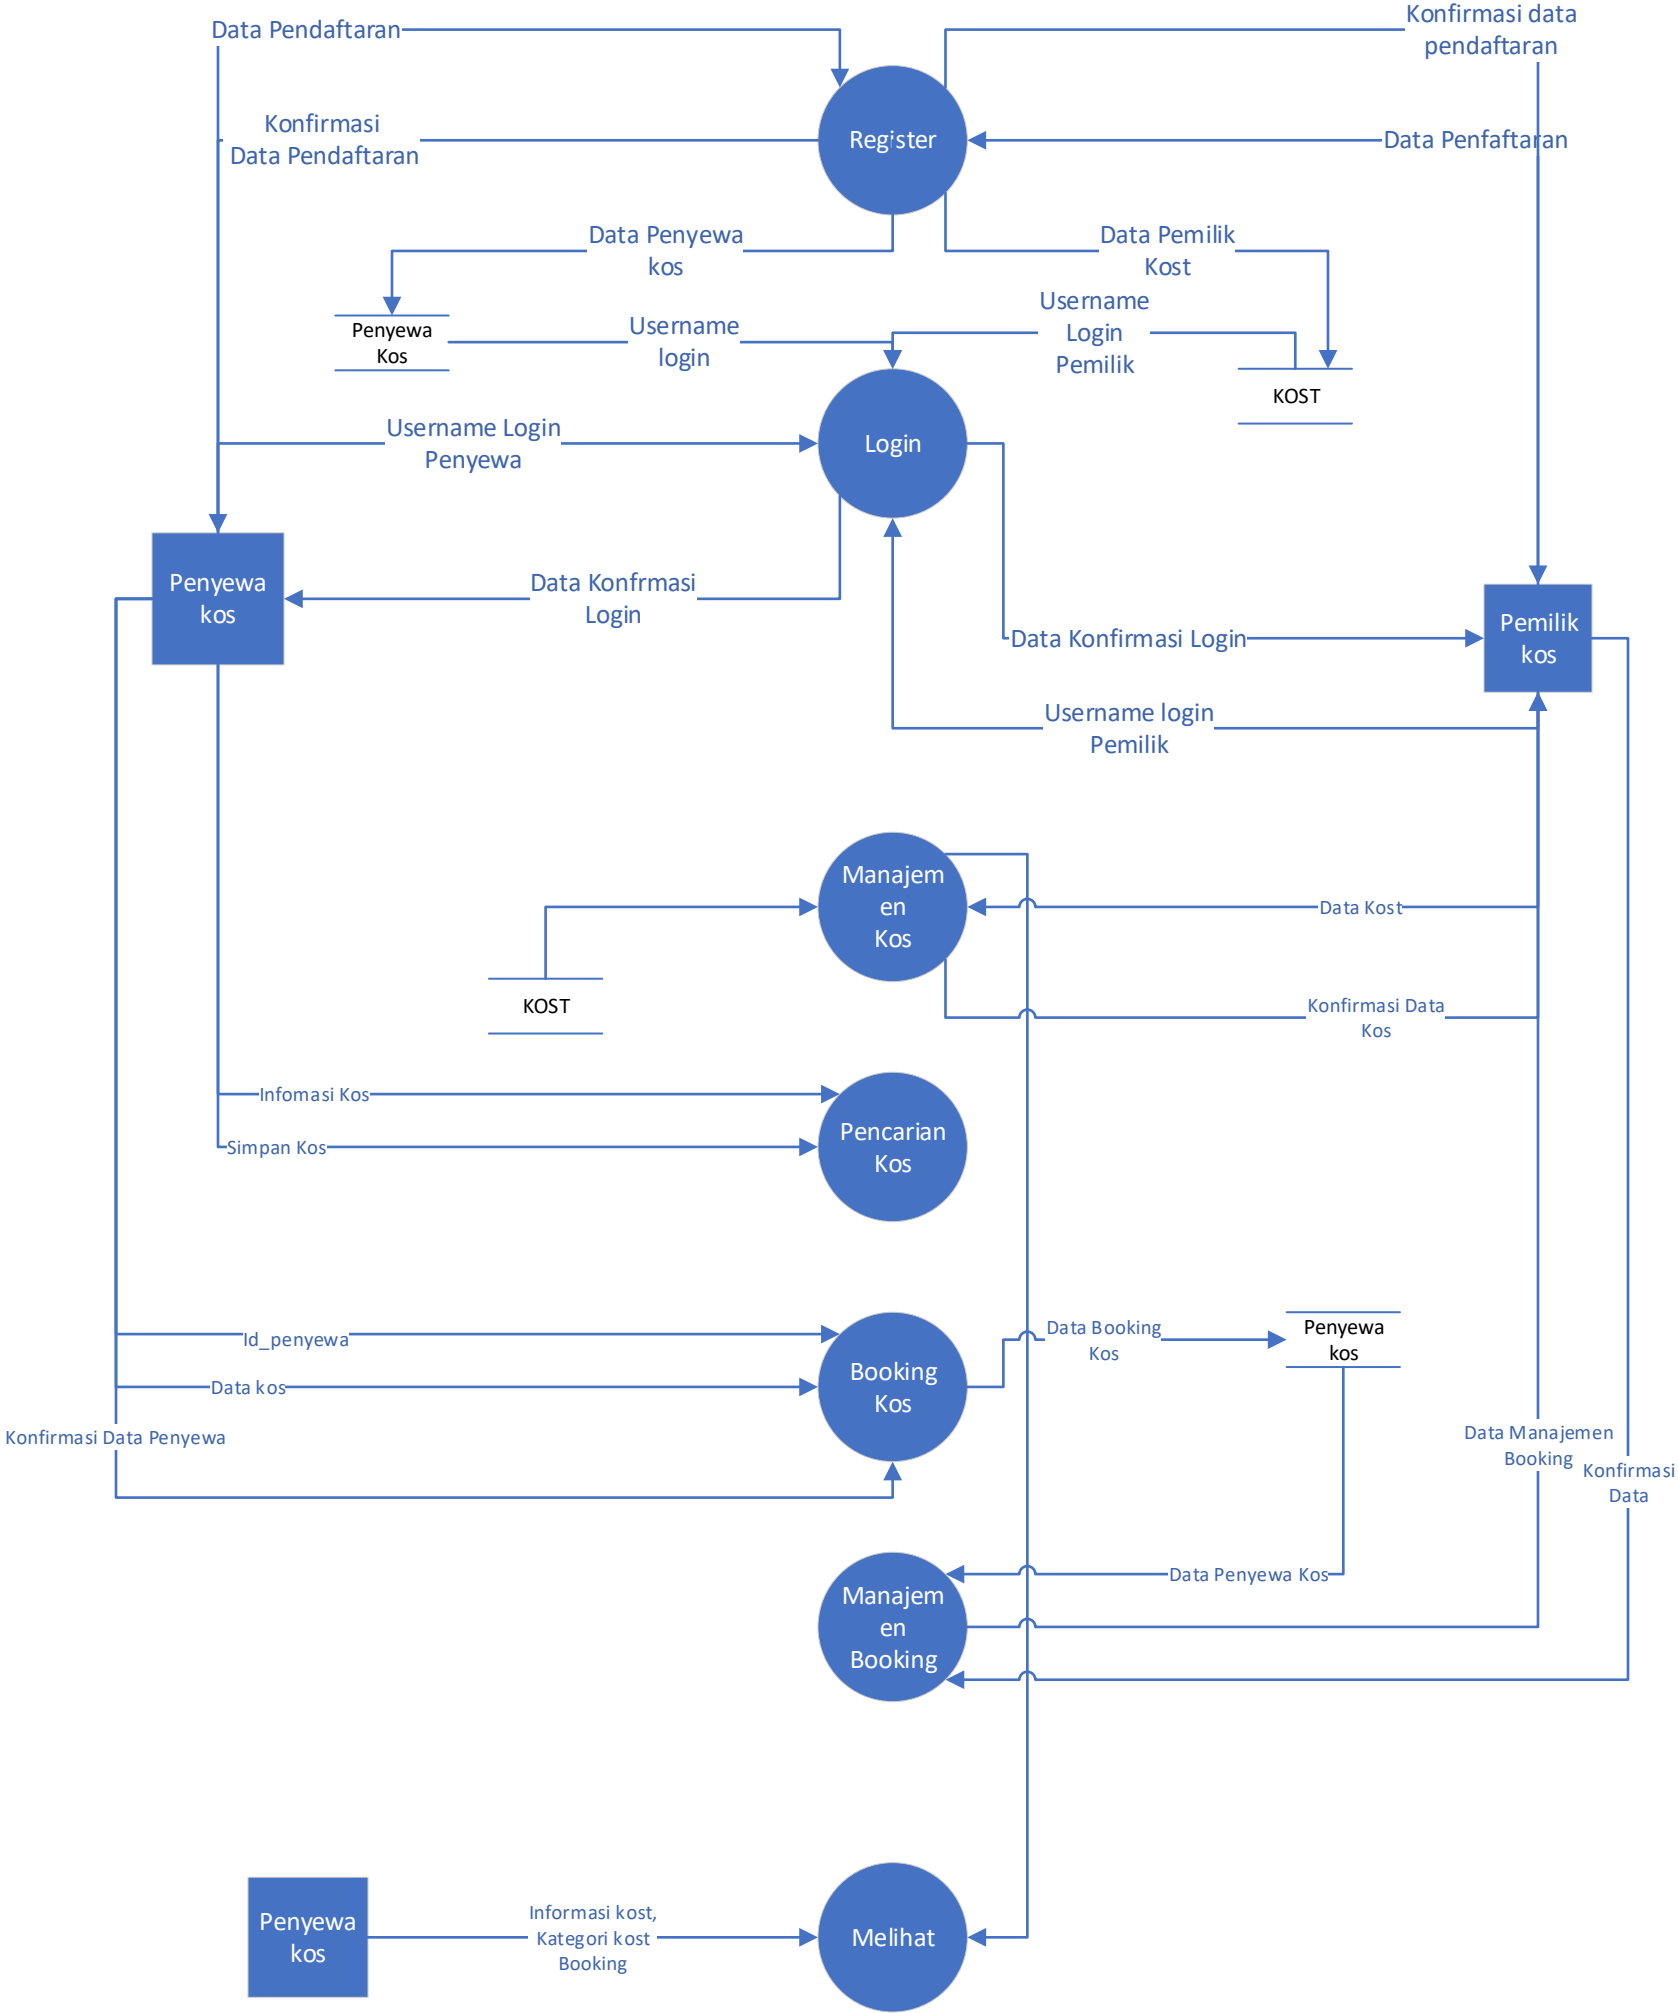 Data Pendaftaran
Konfirmasi data
pendaftaran
Konfirmasi
Data Pendaftaran
Register
Data Penfaftaran
Data Penyewa
kos
Data Pemilik
Kost
Penyewa
Kos
Username
login
Username
Login
Pemilik
KOST
Username Login
Penyewa
Login
Penyewa
kos
Data Konfrmasi
Login
Data Konfirmasi Login
Pemilik
kos
Username login
Pemilik
Manajem
en
Kos
Data Kost
KOST
Konfirmasi Data
Kos
Infomasi Kos
Simpan Kos
Pencarian
Kos
Id_penyewa
Data kos
Booking
Kos
Data Booking
Kos
Penyewa
kos
Konfirmasi Data Penyewa
Data Manajemen
Booking
Konfirmasi
Data
Data Penyewa Kos
Manajem
en
Booking
Penyewa
kos
Informasi kost,
Kategori kost
Booking
Melihat